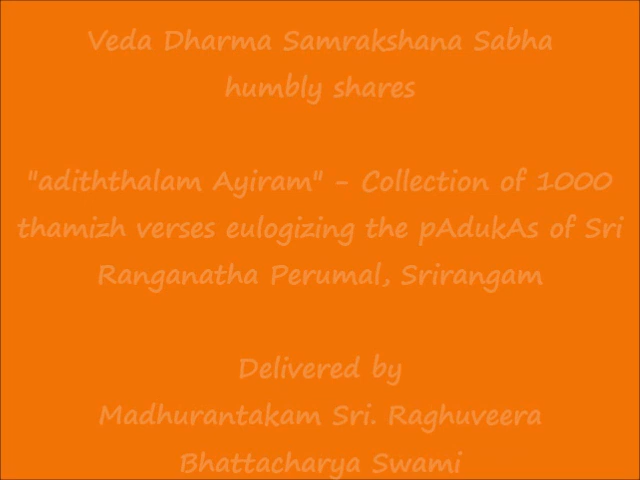 Veda Dharma Samrakshana Sabha
humbly shares
"adiththalam Ayiram" - Collection of 1000
thamizh verses eulogizing the pAdukAs of Sri
Ranganatha Perumal, Srirangam
Delivered by
Madhurantakam Sri. Raghuveera
Bhattacharya Swami